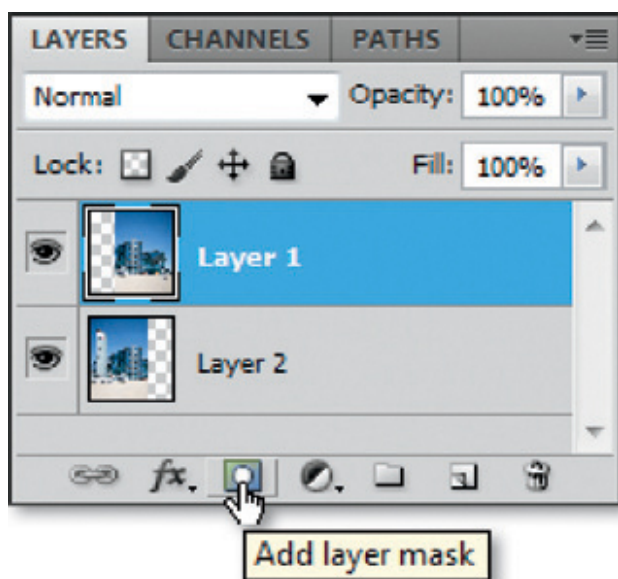 LAYERS CHANNELS PATHS
Normal Opacity: 100%
Lock: Fill: 100%
Layer 1
Layer 2
fx.
Add layer mask